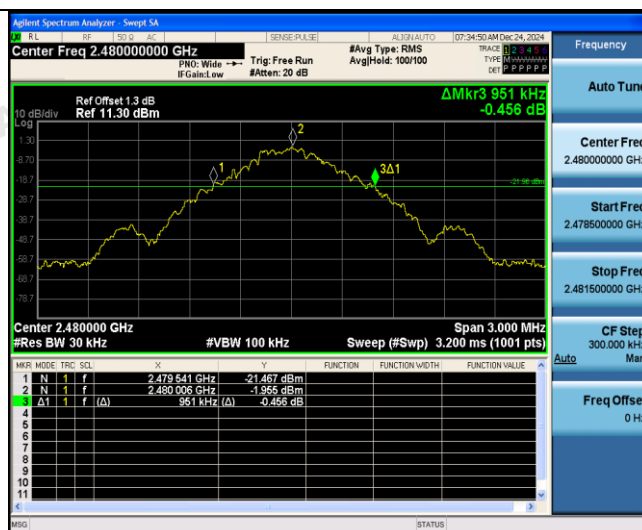 Agilent Spectrum Analyzer - Swept SA
RL RF 50 Ω AC SENSE:PULSE ALIGNAUTO 07:34:50 AM Dec 24, 2024
Center Freq 2.480000000 GHz
PNO: Wide
IFGain:Low
Trig: Free Run
#Atten: 20 dB
#Avg Type: RMS
Avg|Hold: 100/100
TRACE 1 2 3 4 5 6
TYPE M
DET P P P P P P
Frequency
Auto Tune
Center Freq
2.480000000 GHz
Start Freq
2.478500000 GHz
Stop Freq
2.481500000 GHz
CF Step
300.000 kHz
Auto Man
Freq Offset
0 Hz
ΔMkr3 951 kHz
-0.456 dB
Ref Offset 1.3 dB
10 dB/div Ref 11.30 dBm
Log
1.30
-8.70
-18.7
-28.7
-38.7
-48.7
-58.7
-68.7
-78.7
1
2
3Δ1
-21.96 dBm
Center 2.480000 GHz Span 3.000 MHz
#Res BW 30 kHz #VBW 100 kHz Sweep (#Swp) 3.200 ms (1001 pts)
MKR MODE TRC SCL X Y FUNCTION FUNCTION WIDTH FUNCTION VALUE
1 N 1 f 2.479 541 GHz -21.467 dBm
2 N 1 f 2.480 006 GHz -1.955 dBm
3 Δ1 1 f (Δ) 951 kHz (Δ) -0.456 dB
4
5
6
7
8
9
10
11
MSG STATUS